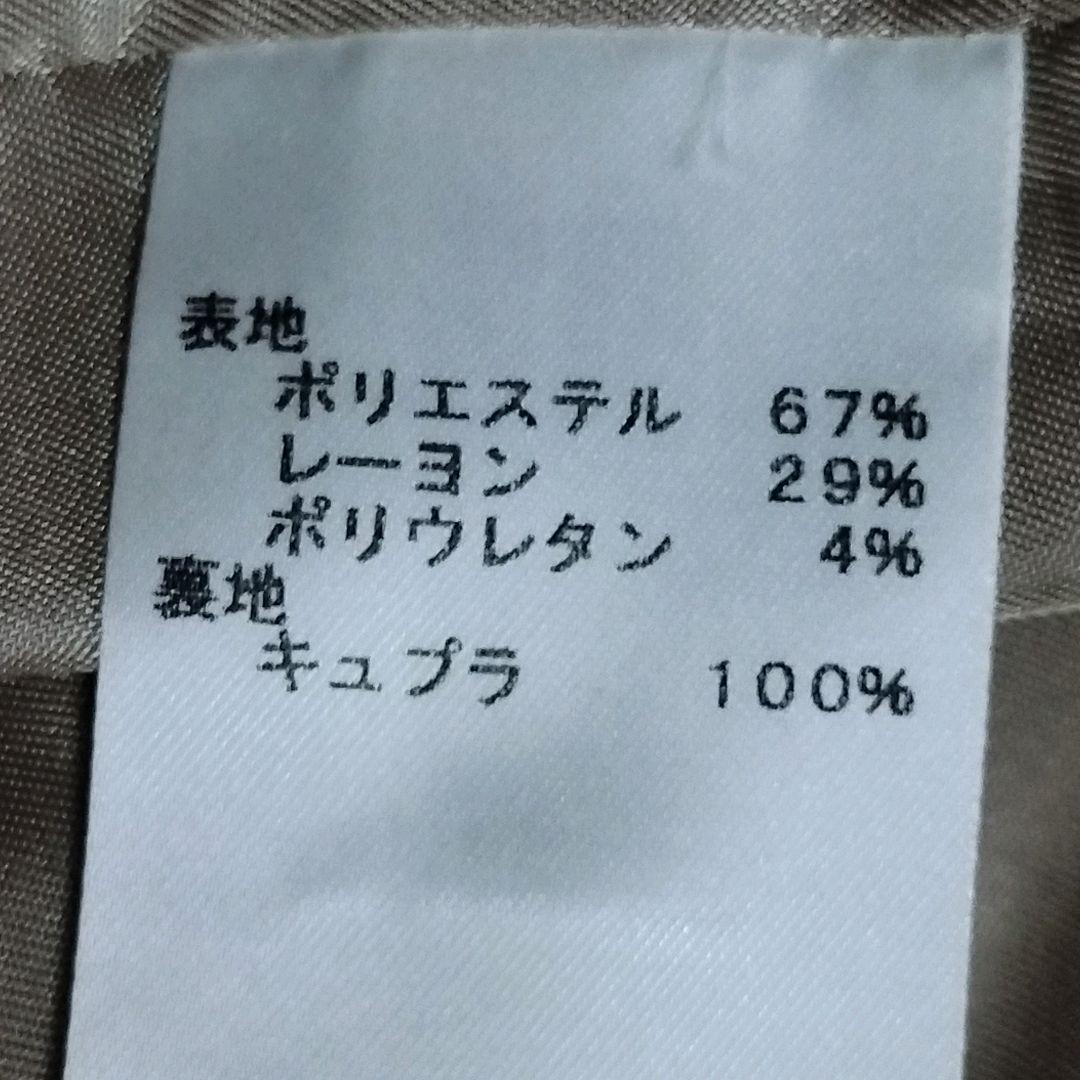 表地
ポリエステル 67%
レーヨン 29%
ポリウレタン 4%
裏地
キュプラ 100%